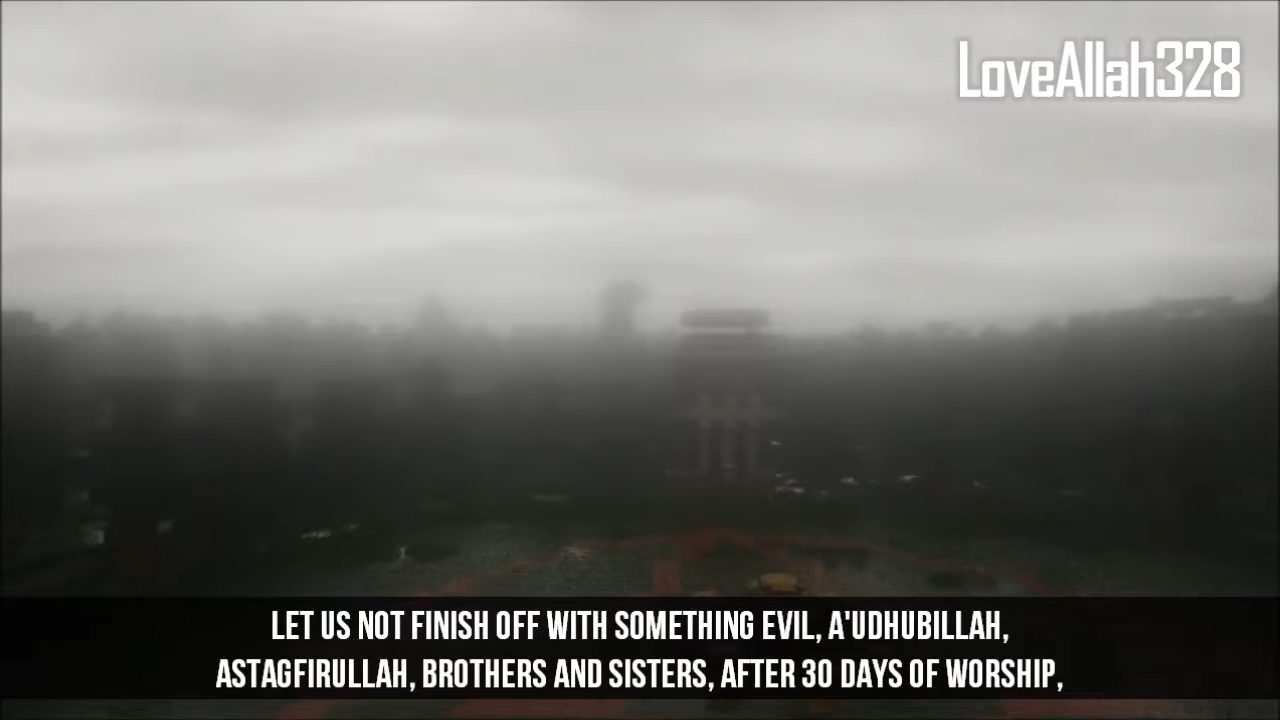 LoveAllah328
LET US NOT FINISH OFF WITH SOMETHING EVIL, A'UDHUBILLAH,
ASTAGFIRULLAH, BROTHERS AND SISTERS, AFTER 30 DAYS OF WORSHIP,